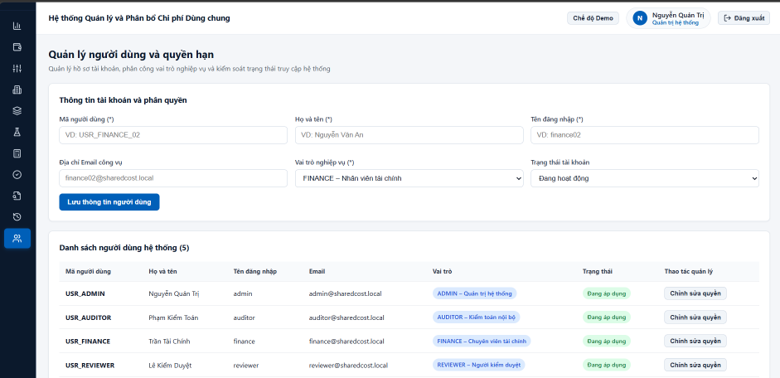 Hệ thống Quản lý và Phân bổ Chi phí Dùng chung
Chế độ Demo
N
Nguyễn Quản Trị
Quản trị hệ thống
Đăng xuất
Quản lý người dùng và quyền hạn
Quản lý hồ sơ tài khoản, phân công vai trò nghiệp vụ và kiểm soát trạng thái truy cập hệ thống
Thông tin tài khoản và phân quyền
Mã người dùng (*) Họ và tên (*) Tên đăng nhập (*)
VD: USR_FINANCE_02 VD: Nguyễn Văn An VD: finance02
Địa chỉ Email công vụ Vai trò nghiệp vụ (*) Trạng thái tài khoản
finance02@sharedcost.local FINANCE – Nhân viên tài chính Đang hoạt động
Lưu thông tin người dùng
Danh sách người dùng hệ thống (5)
Mã người dùng Họ và tên Tên đăng nhập Email Vai trò Trạng thái Thao tác quản lý
USR_ADMIN Nguyễn Quản Trị admin admin@sharedcost.local ADMIN – Quản trị hệ thống Đang áp dụng Chỉnh sửa quyền
USR_AUDITOR Phạm Kiểm Toán auditor auditor@sharedcost.local AUDITOR – Kiểm toán nội bộ Đang áp dụng Chỉnh sửa quyền
USR_FINANCE Trần Tài Chính finance finance@sharedcost.local FINANCE – Chuyên viên tài chính Đang áp dụng Chỉnh sửa quyền
USR_REVIEWER Lê Kiểm Duyệt reviewer reviewer@sharedcost.local REVIEWER – Người kiểm duyệt Đang áp dụng Chỉnh sửa quyền